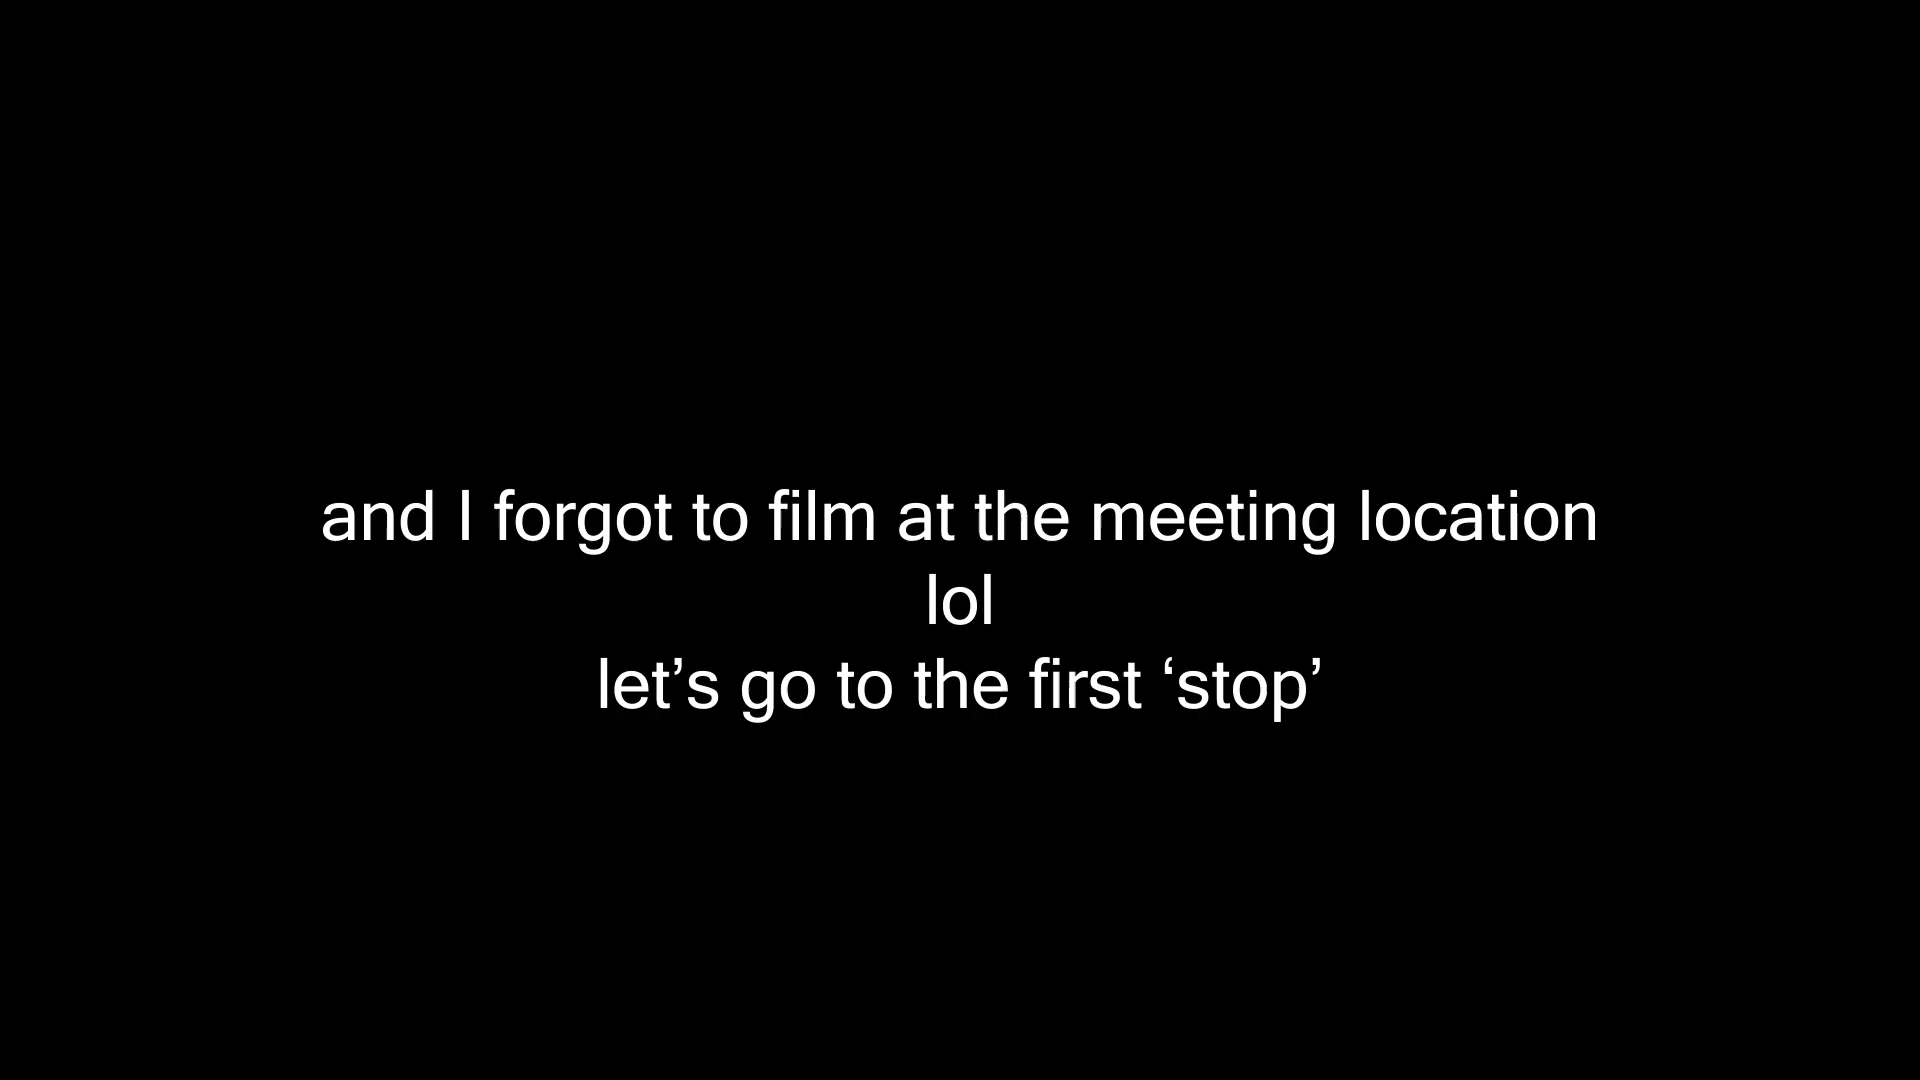 and I forgot to film at the meeting location
lol
let’s go to the first ‘stop’